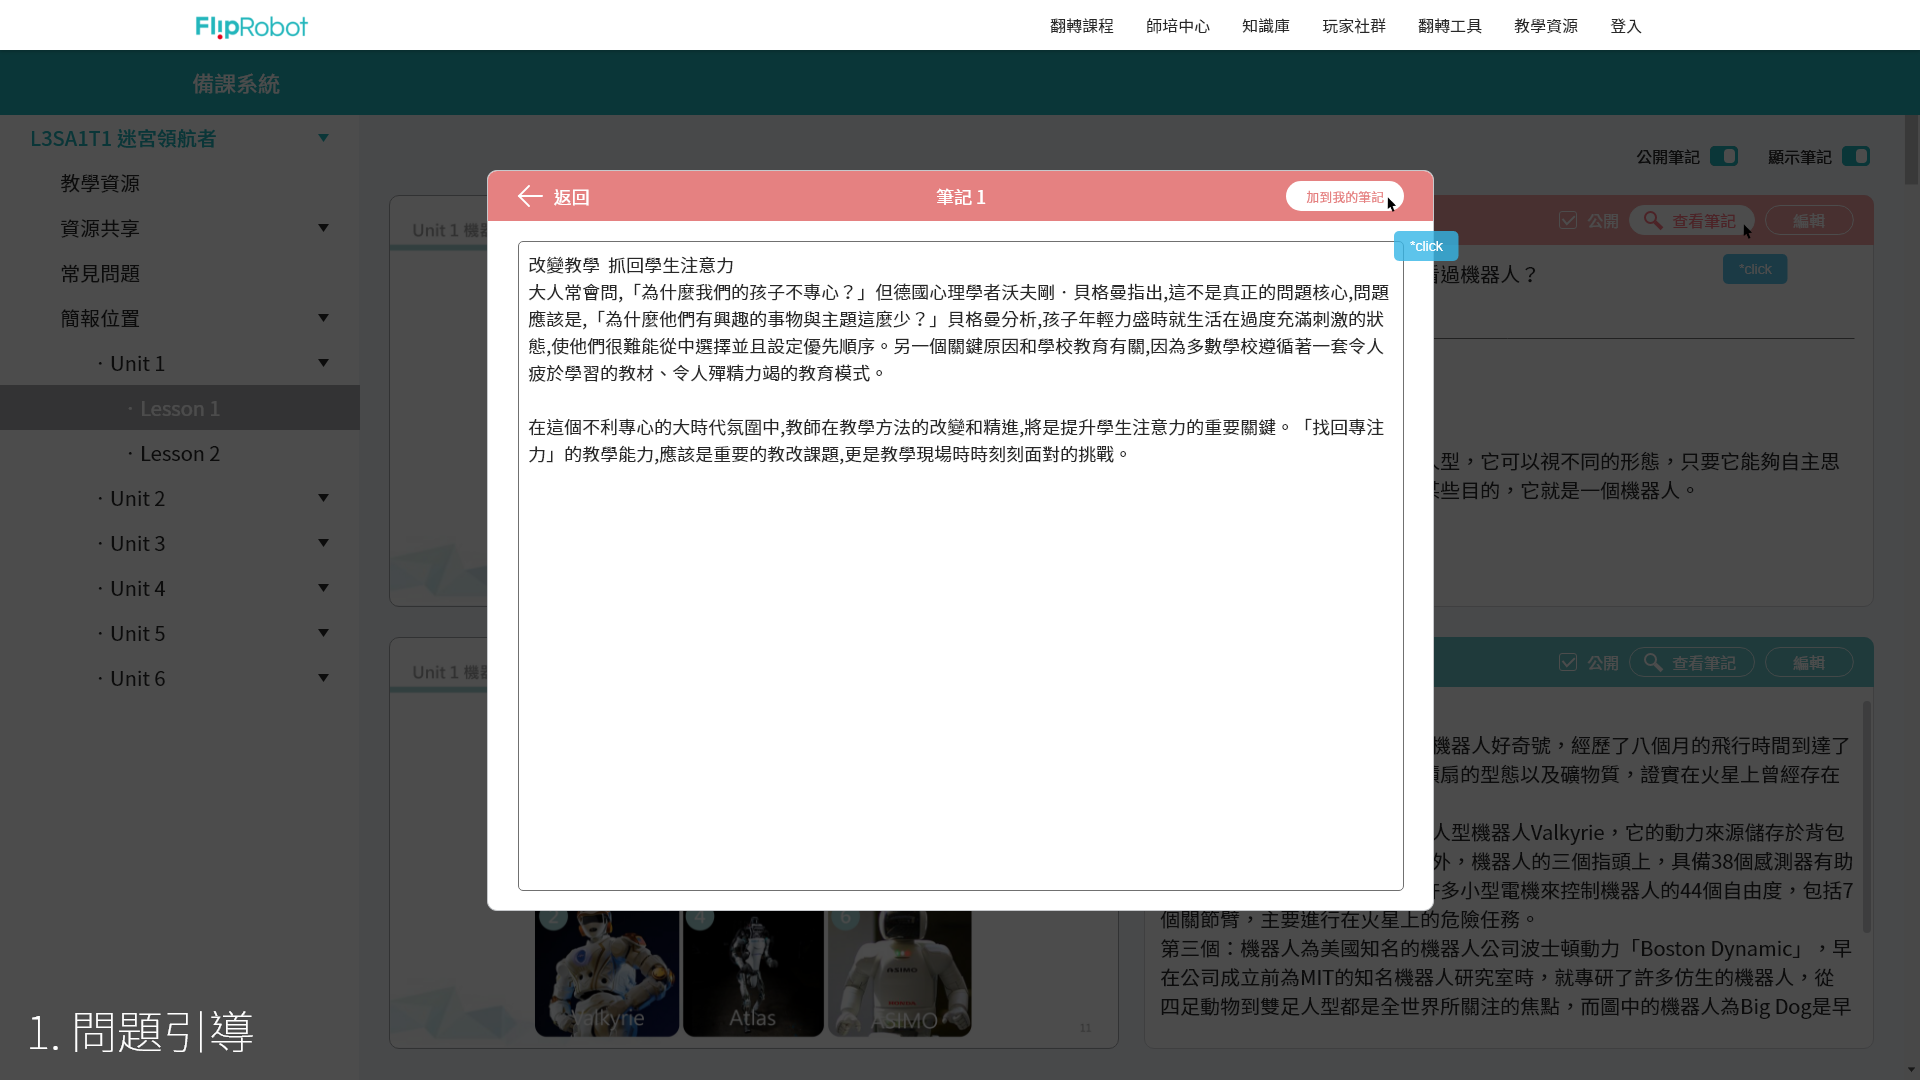 FlipRobot
翻轉課程 師培中心 知識庫 玩家社群 翻轉工具 教學資源 登入
備課系統
L3SA1T1 迷宮領航者
教學資源
資源共享
常見問題
簡報位置
· Unit 1
· Lesson 1
· Lesson 2
· Unit 2
· Unit 3
· Unit 4
· Unit 5
· Unit 6
1. 問題引導
公開筆記 顯示筆記
Unit 1 機器
公開 查看筆記 編輯
*click
看過機器人？
人型，它可以視不同的形態，只要它能夠自主思
某些目的，它就是一個機器人。
返回 筆記 1 加到我的筆記
*click
改變教學 抓回學生注意力
大人常會問,「為什麼我們的孩子不專心？」但德國心理學者沃夫剛．貝格曼指出,這不是真正的問題核心,問題
應該是,「為什麼他們有興趣的事物與主題這麼少？」貝格曼分析,孩子年輕力盛時就生活在過度充滿刺激的狀
態,使他們很難能從中選擇並且設定優先順序。另一個關鍵原因和學校教育有關,因為多數學校遵循著一套令人
疲於學習的教材、令人殫精力竭的教育模式。
在這個不利專心的大時代氛圍中,教師在教學方法的改變和精進,將是提升學生注意力的重要關鍵。「找回專注
力」的教學能力,應該是重要的教改課題,更是教學現場時時刻刻面對的挑戰。
Unit 1 機器
公開 查看筆記 編輯
2 4 6
Valkyrie Atlas ASIMO
ASIMO
HONDA
11
機器人好奇號，經歷了八個月的飛行時間到達了
積扇的型態以及礦物質，證實在火星上曾經存在
人型機器人Valkyrie，它的動力來源儲存於背包
外，機器人的三個指頭上，具備38個感測器有助
許多小型電機來控制機器人的44個自由度，包括7
個關節臂，主要進行在火星上的危險任務。
第三個：機器人為美國知名的機器人公司波士頓動力「Boston Dynamic」，早
在公司成立前為MIT的知名機器人研究室時，就專研了許多仿生的機器人，從
四足動物到雙足人型都是全世界所關注的焦點，而圖中的機器人為Big Dog是早